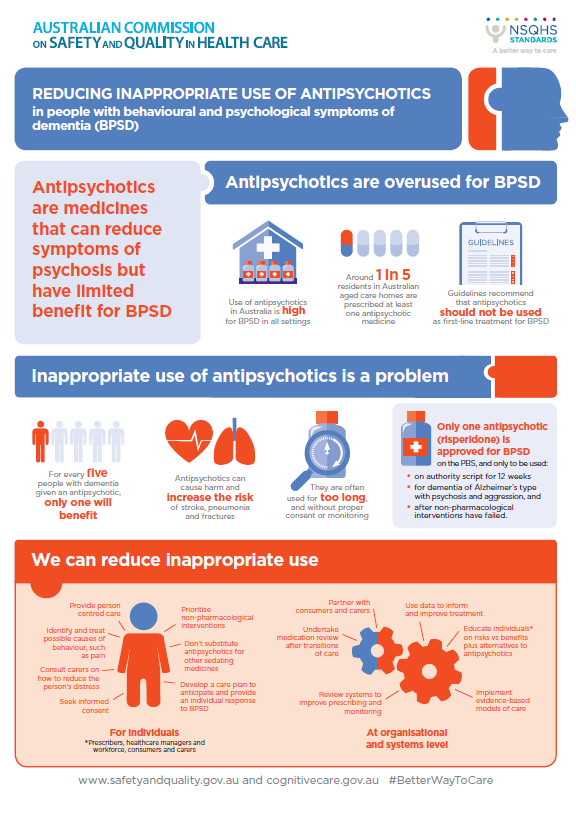 AUSTRALIAN COMMISSION
ON SAFETY AND QUALITY IN HEALTH CARE
NSQHS
STANDARDS
A better way to care
REDUCING INAPPROPRIATE USE OF ANTIPSYCHOTICS
in people with behavioural and psychological symptoms of
dementia (BPSD)
Antipsychotics
are medicines
that can reduce
symptoms of
psychosis but
have limited
benefit for BPSD
Antipsychotics are overused for BPSD
Use of antipsychotics
in Australia is high
for BPSD in all settings
Around 1 in 5
residents in Australian
aged care homes are
prescribed at least
one antipsychotic
medicine
GUIDELINES
Guidelines recommend
that antipsychotics
should not be used
as first-line treatment for BPSD
Inappropriate use of antipsychotics is a problem
For every five
people with dementia
given an antipsychotic,
only one will
benefit
Antipsychotics can
cause harm and
increase the risk
of stroke, pneumonia
and fractures
They are often
used for too long,
and without proper
consent or monitoring
Only one antipsychotic
(risperidone) is
approved for BPSD
on the PBS, and only to be used:
• on authority script for 12 weeks
• for dementia of Alzheimer's type
with psychosis and aggression, and
• after non-pharmacological
interventions have failed.
We can reduce inappropriate use
Provide person
centred care
Identify and treat
possible causes of
behaviour, such
as pain
Consult carers on
how to reduce the
person's distress
Seek informed
consent
Prioritise
non-pharmacological
interventions
Don't substitute
antipsychotics for
other sedating
medicines
Develop a care plan to
anticipate and provide
an individual response
to BPSD
For individuals
*Prescribers, healthcare managers and
workforce, consumers and carers
Partner with
consumers and carers
Undertake
medication review
after transitions
of care
Review systems to
improve prescribing and
monitoring
Use data to inform
and improve treatment
Educate individuals*
on risks vs benefits
plus alternatives to
antipsychotics
Implement
evidence-based
models of care
At organisational
and systems level
www.safetyandquality.gov.au and cognitivecare.gov.au #BetterWayToCare